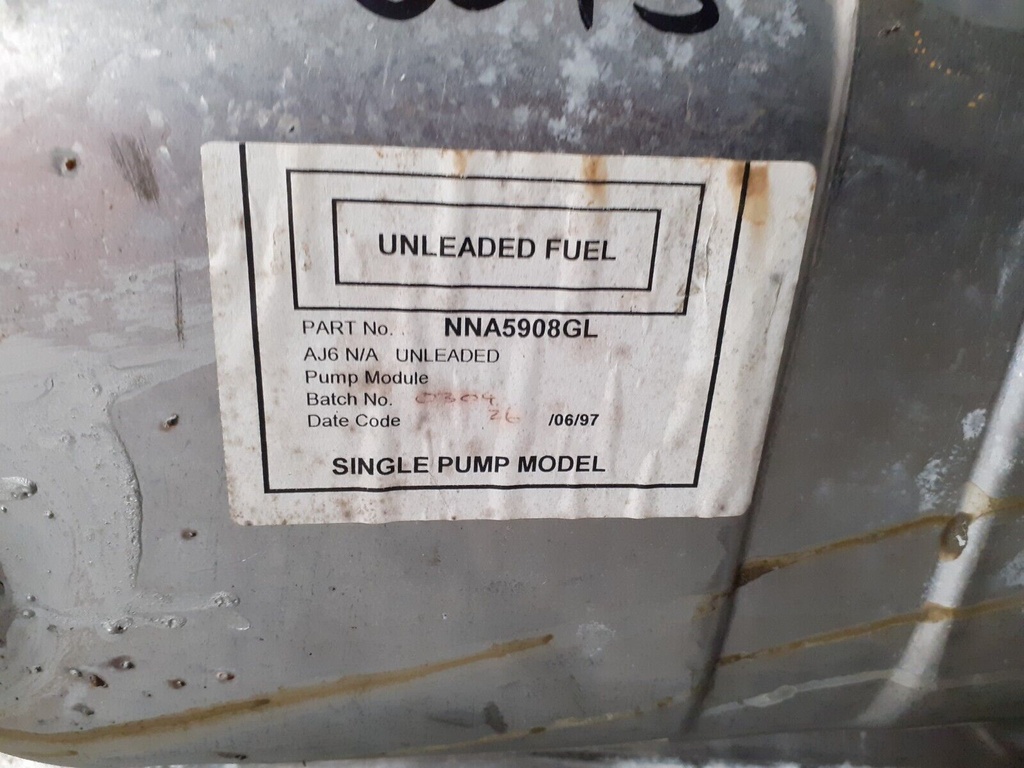 UNLEADED FUEL
PART No. . NNA5908GL
AJ6 N/A UNLEADED
Pump Module
Batch No. 0304
Date Code 26 /06/97
SINGLE PUMP MODEL